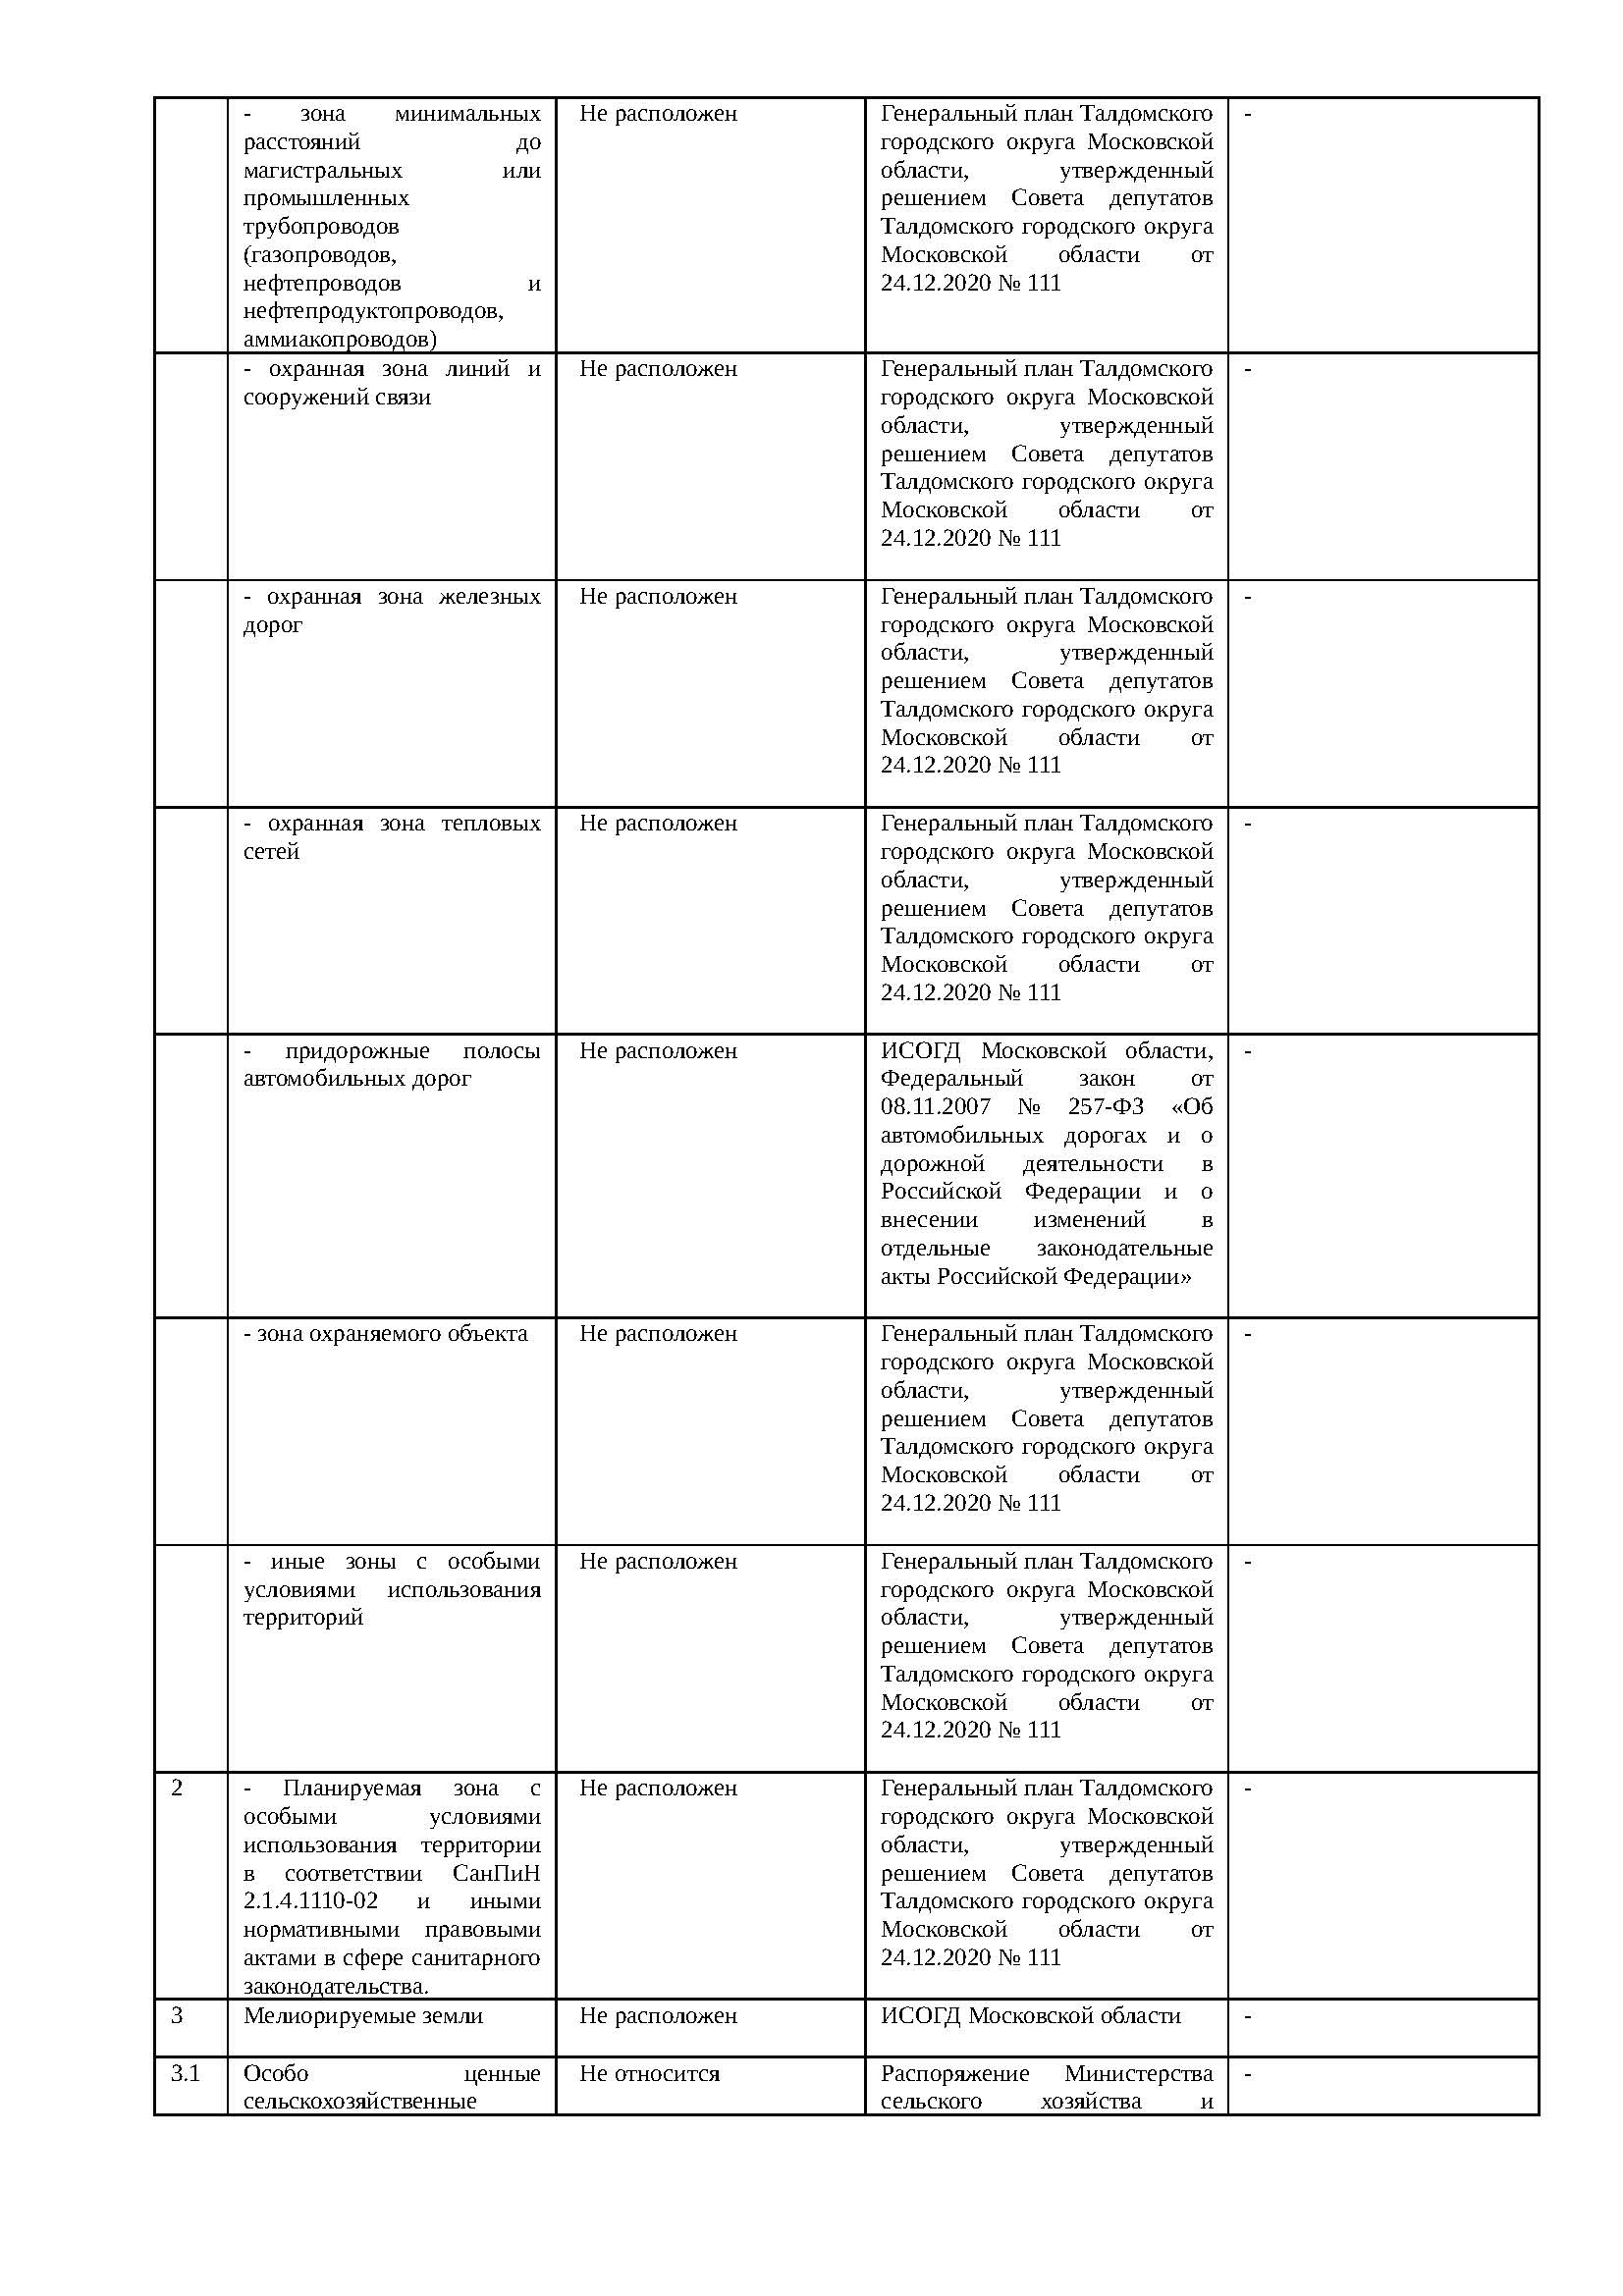 - зона минимальных
расстояний до
магистральных или
промышленных
трубопроводов
(газопроводов,
нефтепроводов и
нефтепродуктопроводов,
аммиакопроводов)
Не расположен
Генеральный план Талдомского
городского округа Московской
области, утвержденный
решением Совета депутатов
Талдомского городского округа
Московской области от
24.12.2020 № 111
-
- охранная зона линий и
сооружений связи
Не расположен
Генеральный план Талдомского
городского округа Московской
области, утвержденный
решением Совета депутатов
Талдомского городского округа
Московской области от
24.12.2020 № 111
-
- охранная зона железных
дорог
Не расположен
Генеральный план Талдомского
городского округа Московской
области, утвержденный
решением Совета депутатов
Талдомского городского округа
Московской области от
24.12.2020 № 111
-
- охранная зона тепловых
сетей
Не расположен
Генеральный план Талдомского
городского округа Московской
области, утвержденный
решением Совета депутатов
Талдомского городского округа
Московской области от
24.12.2020 № 111
-
- придорожные полосы
автомобильных дорог
Не расположен
ИСОГД Московской области,
Федеральный закон от
08.11.2007 № 257-ФЗ «Об
автомобильных дорогах и о
дорожной деятельности в
Российской Федерации и о
внесении изменений в
отдельные законодательные
акты Российской Федерации»
-
- зона охраняемого объекта
Не расположен
Генеральный план Талдомского
городского округа Московской
области, утвержденный
решением Совета депутатов
Талдомского городского округа
Московской области от
24.12.2020 № 111
-
- иные зоны с особыми
условиями использования
территорий
Не расположен
Генеральный план Талдомского
городского округа Московской
области, утвержденный
решением Совета депутатов
Талдомского городского округа
Московской области от
24.12.2020 № 111
-
2
- Планируемая зона с
особыми условиями
использования территории
в соответствии СанПиН
2.1.4.1110-02 и иными
нормативными правовыми
актами в сфере санитарного
законодательства.
Не расположен
Генеральный план Талдомского
городского округа Московской
области, утвержденный
решением Совета депутатов
Талдомского городского округа
Московской области от
24.12.2020 № 111
-
3
Мелиорируемые земли
Не расположен
ИСОГД Московской области
-
3.1
Особо ценные
сельскохозяйственные
Не относится
Распоряжение Министерства
сельского хозяйства и
-